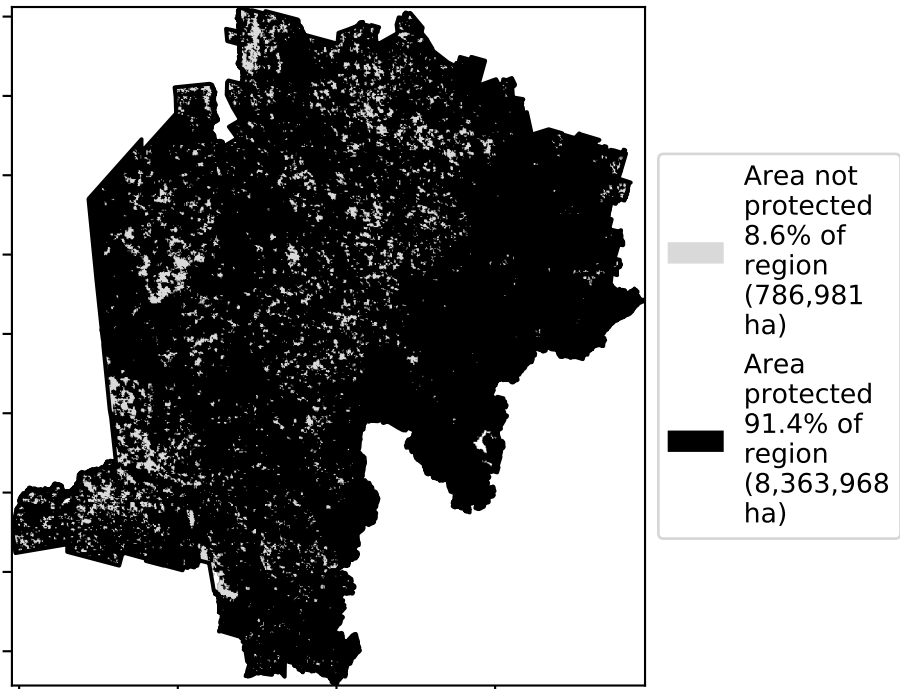 Area not
protected
8.6% of
region
(786,981
ha)
Area
protected
91.4% of
region
(8,363,968
ha)